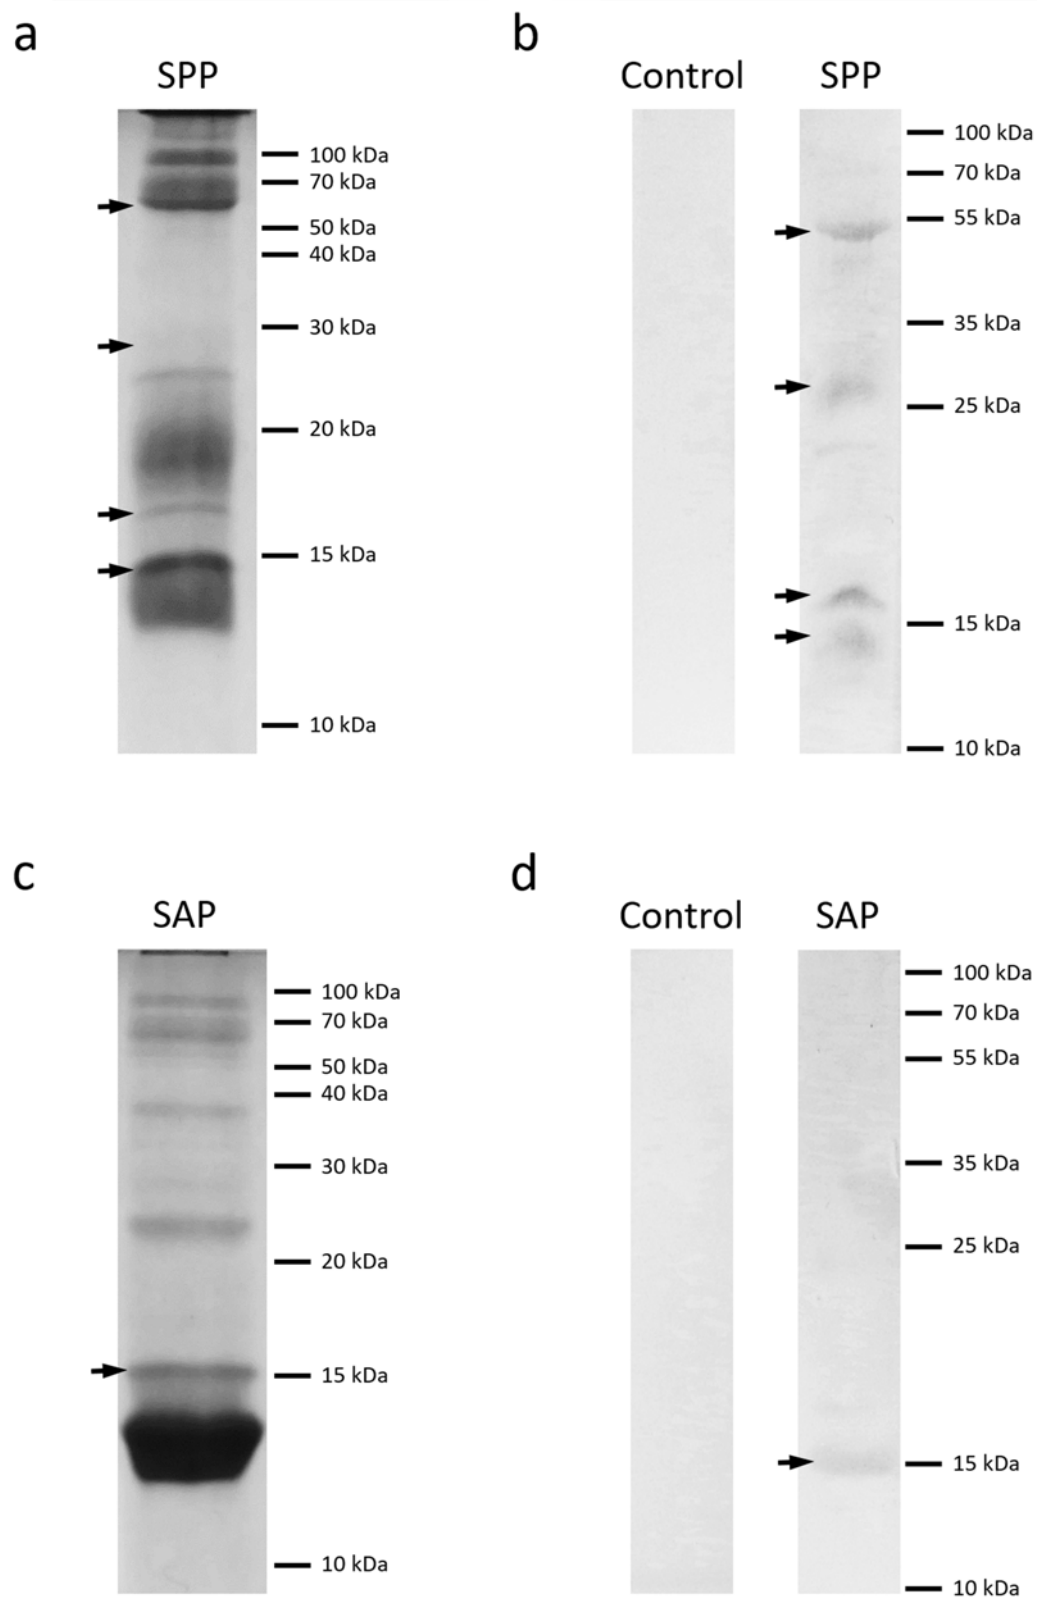 a
SPP
100 kDa
70 kDa
50 kDa
40 kDa
30 kDa
20 kDa
15 kDa
10 kDa
b
Control SPP
100 kDa
70 kDa
55 kDa
35 kDa
25 kDa
15 kDa
10 kDa
c
SAP
100 kDa
70 kDa
50 kDa
40 kDa
30 kDa
20 kDa
15 kDa
10 kDa
d
Control SAP
100 kDa
70 kDa
55 kDa
35 kDa
25 kDa
15 kDa
10 kDa